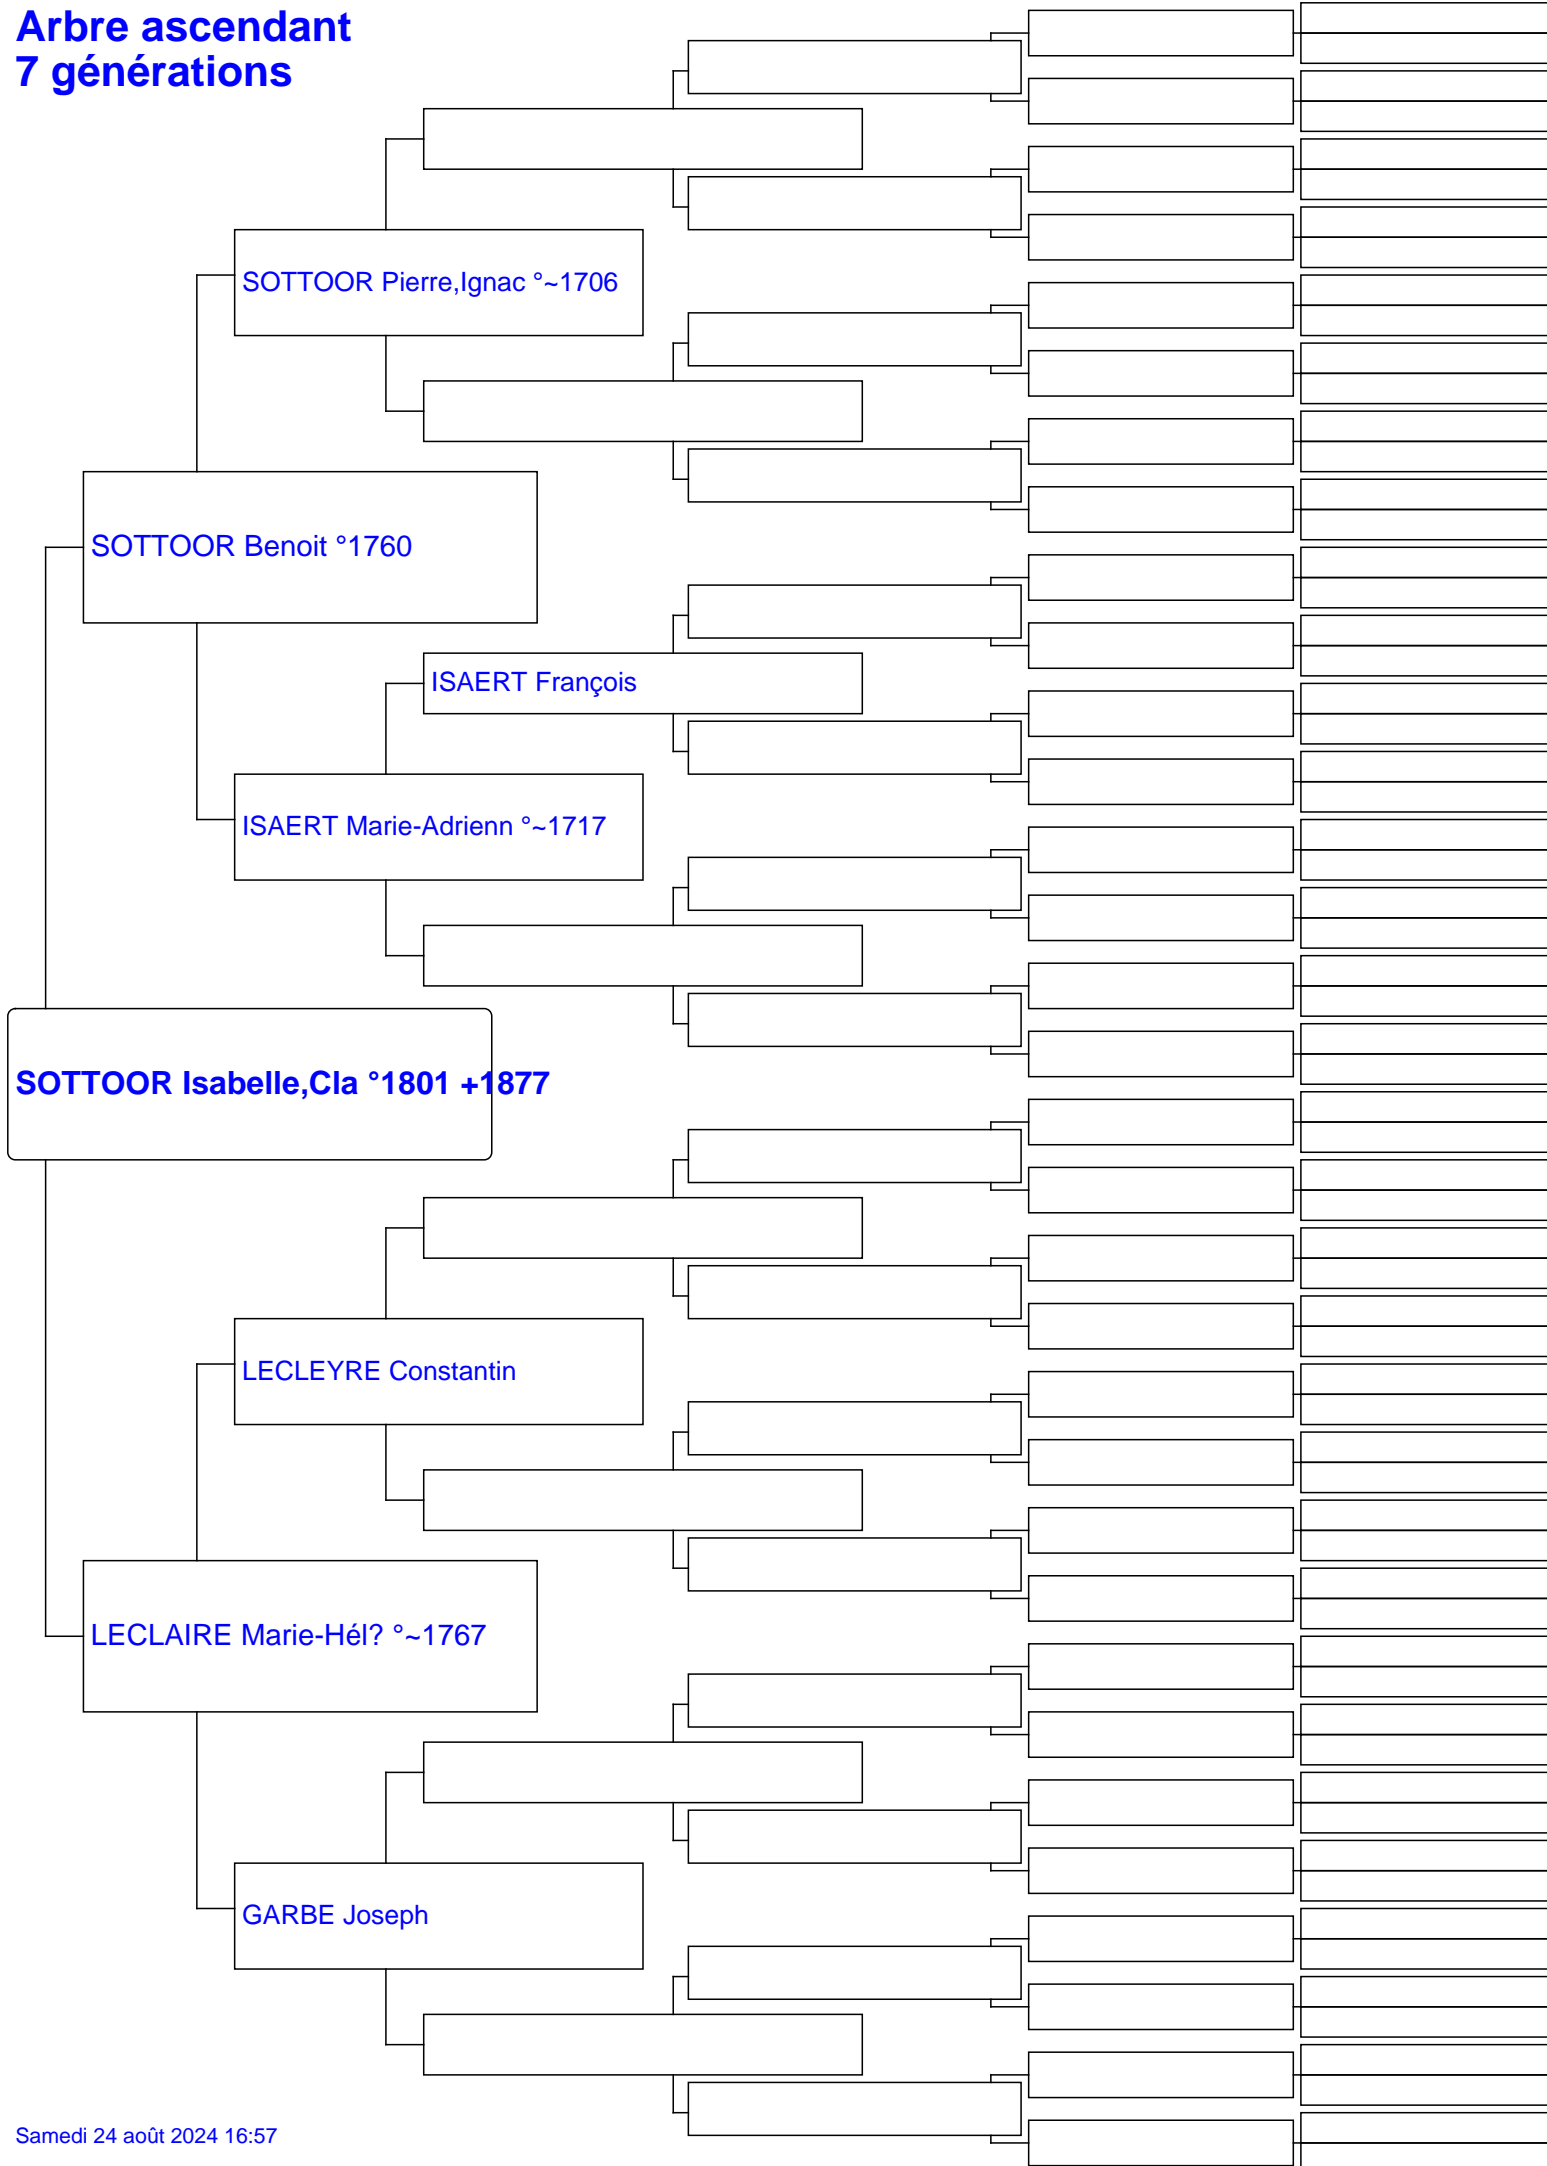 Arbre ascendant
7 générations
SOTTOOR Pierre,Ignac °~1706
SOTTOOR Benoit °1760
ISAERT François
ISAERT Marie-Adrienn °~1717
SOTTOOR Isabelle,Cla °1801 +1877
LECLEYRE Constantin
LECLAIRE Marie-Hél? °~1767
GARBE Joseph
Samedi 24 août 2024 16:57